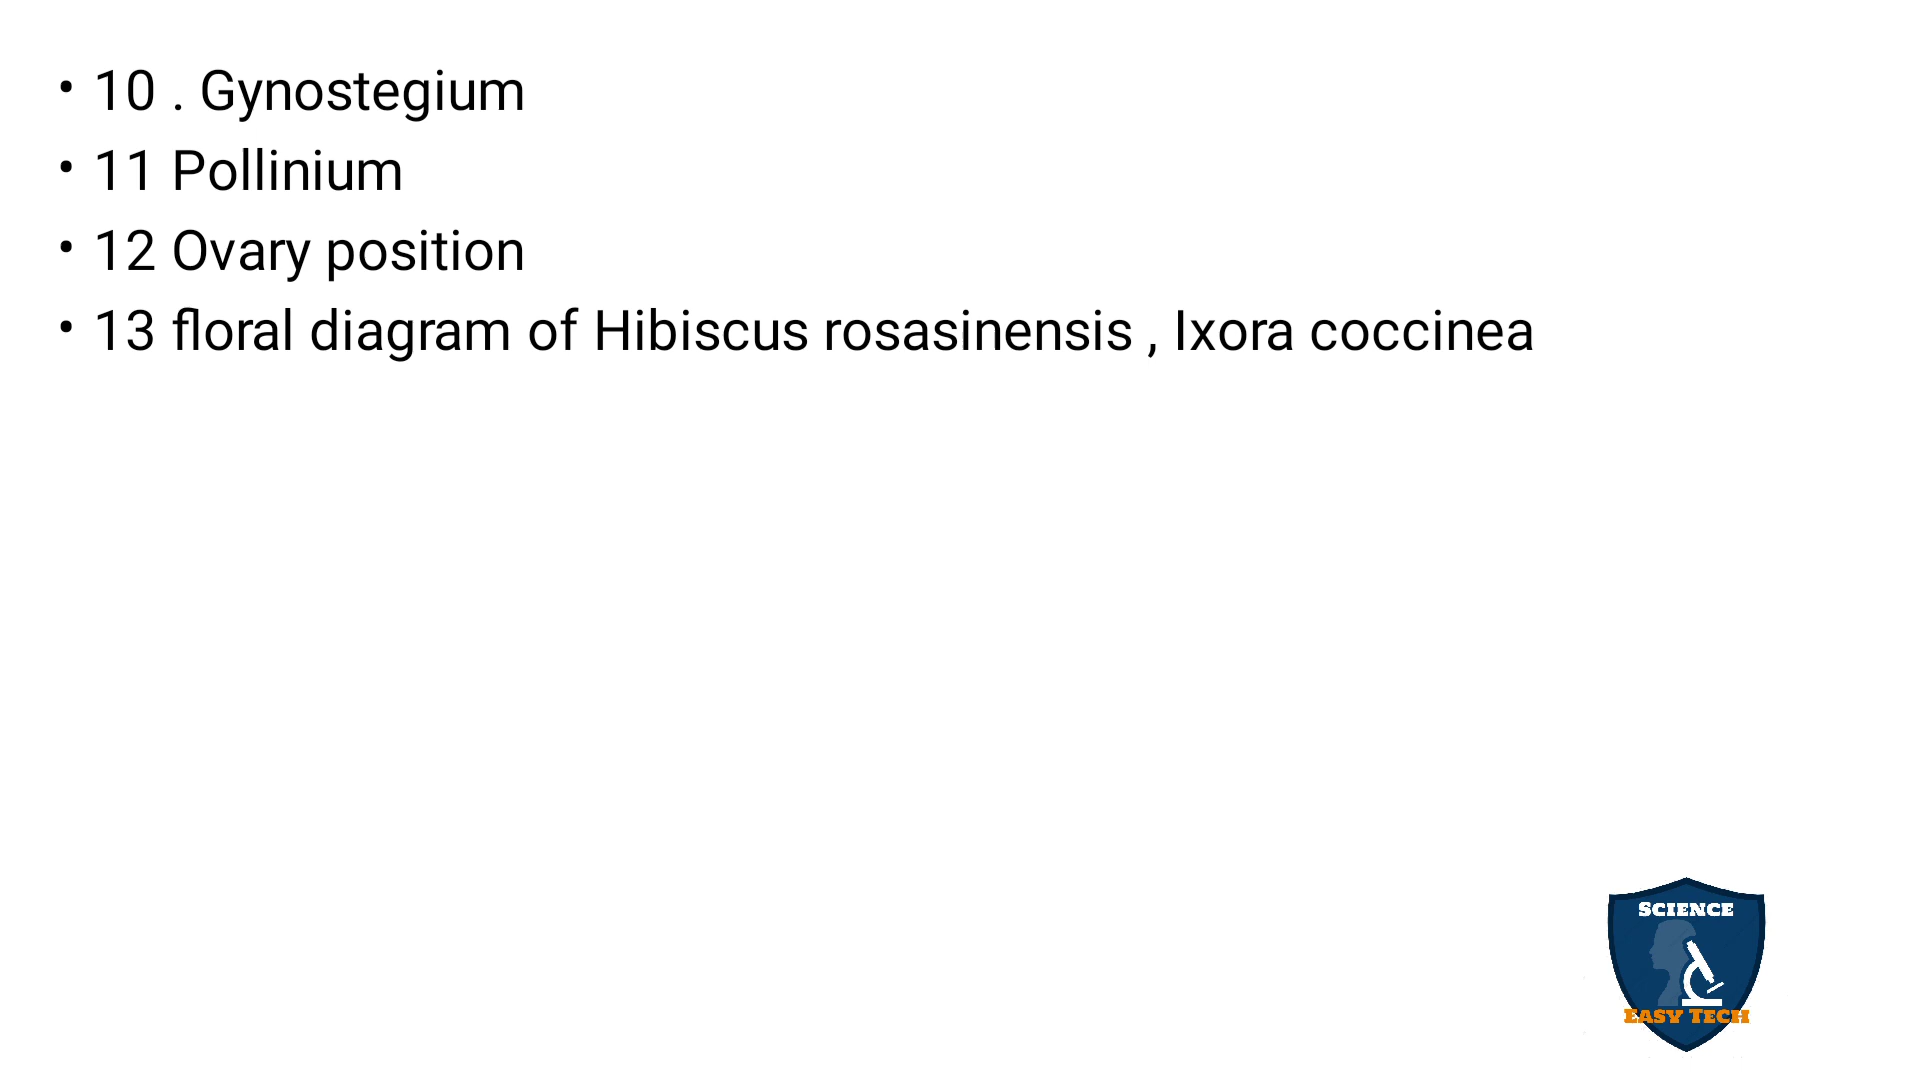 • 10 . Gynostegium
• 11 Pollinium
• 12 Ovary position
• 13 floral diagram of Hibiscus rosasinensis , Ixora coccinea
SCIENCE
EASY TECH